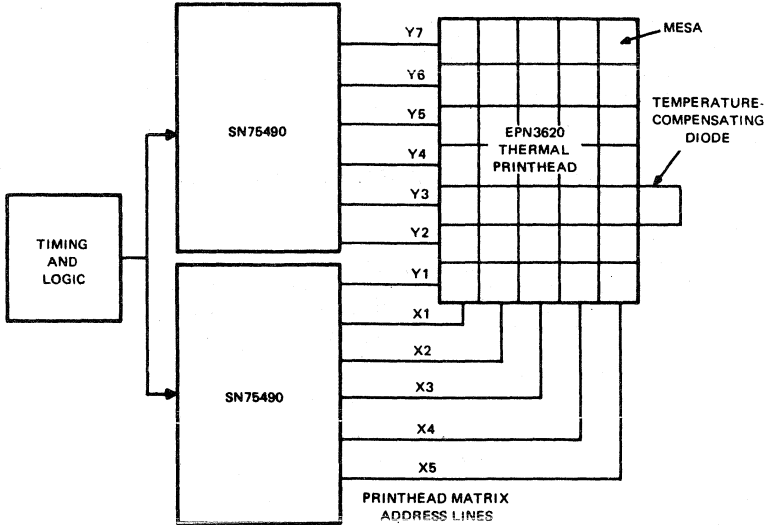 Y7
MESA
Y6
TEMPERATURE-
COMPENSATING
DIODE
SN75490
Y5
EPN3620
THERMAL
PRINTHEAD
Y4
Y3
Y2
TIMING
AND
LOGIC
Y1
X1
X2
SN75490
X3
X4
X5
PRINTHEAD MATRIX
ADDRESS LINES